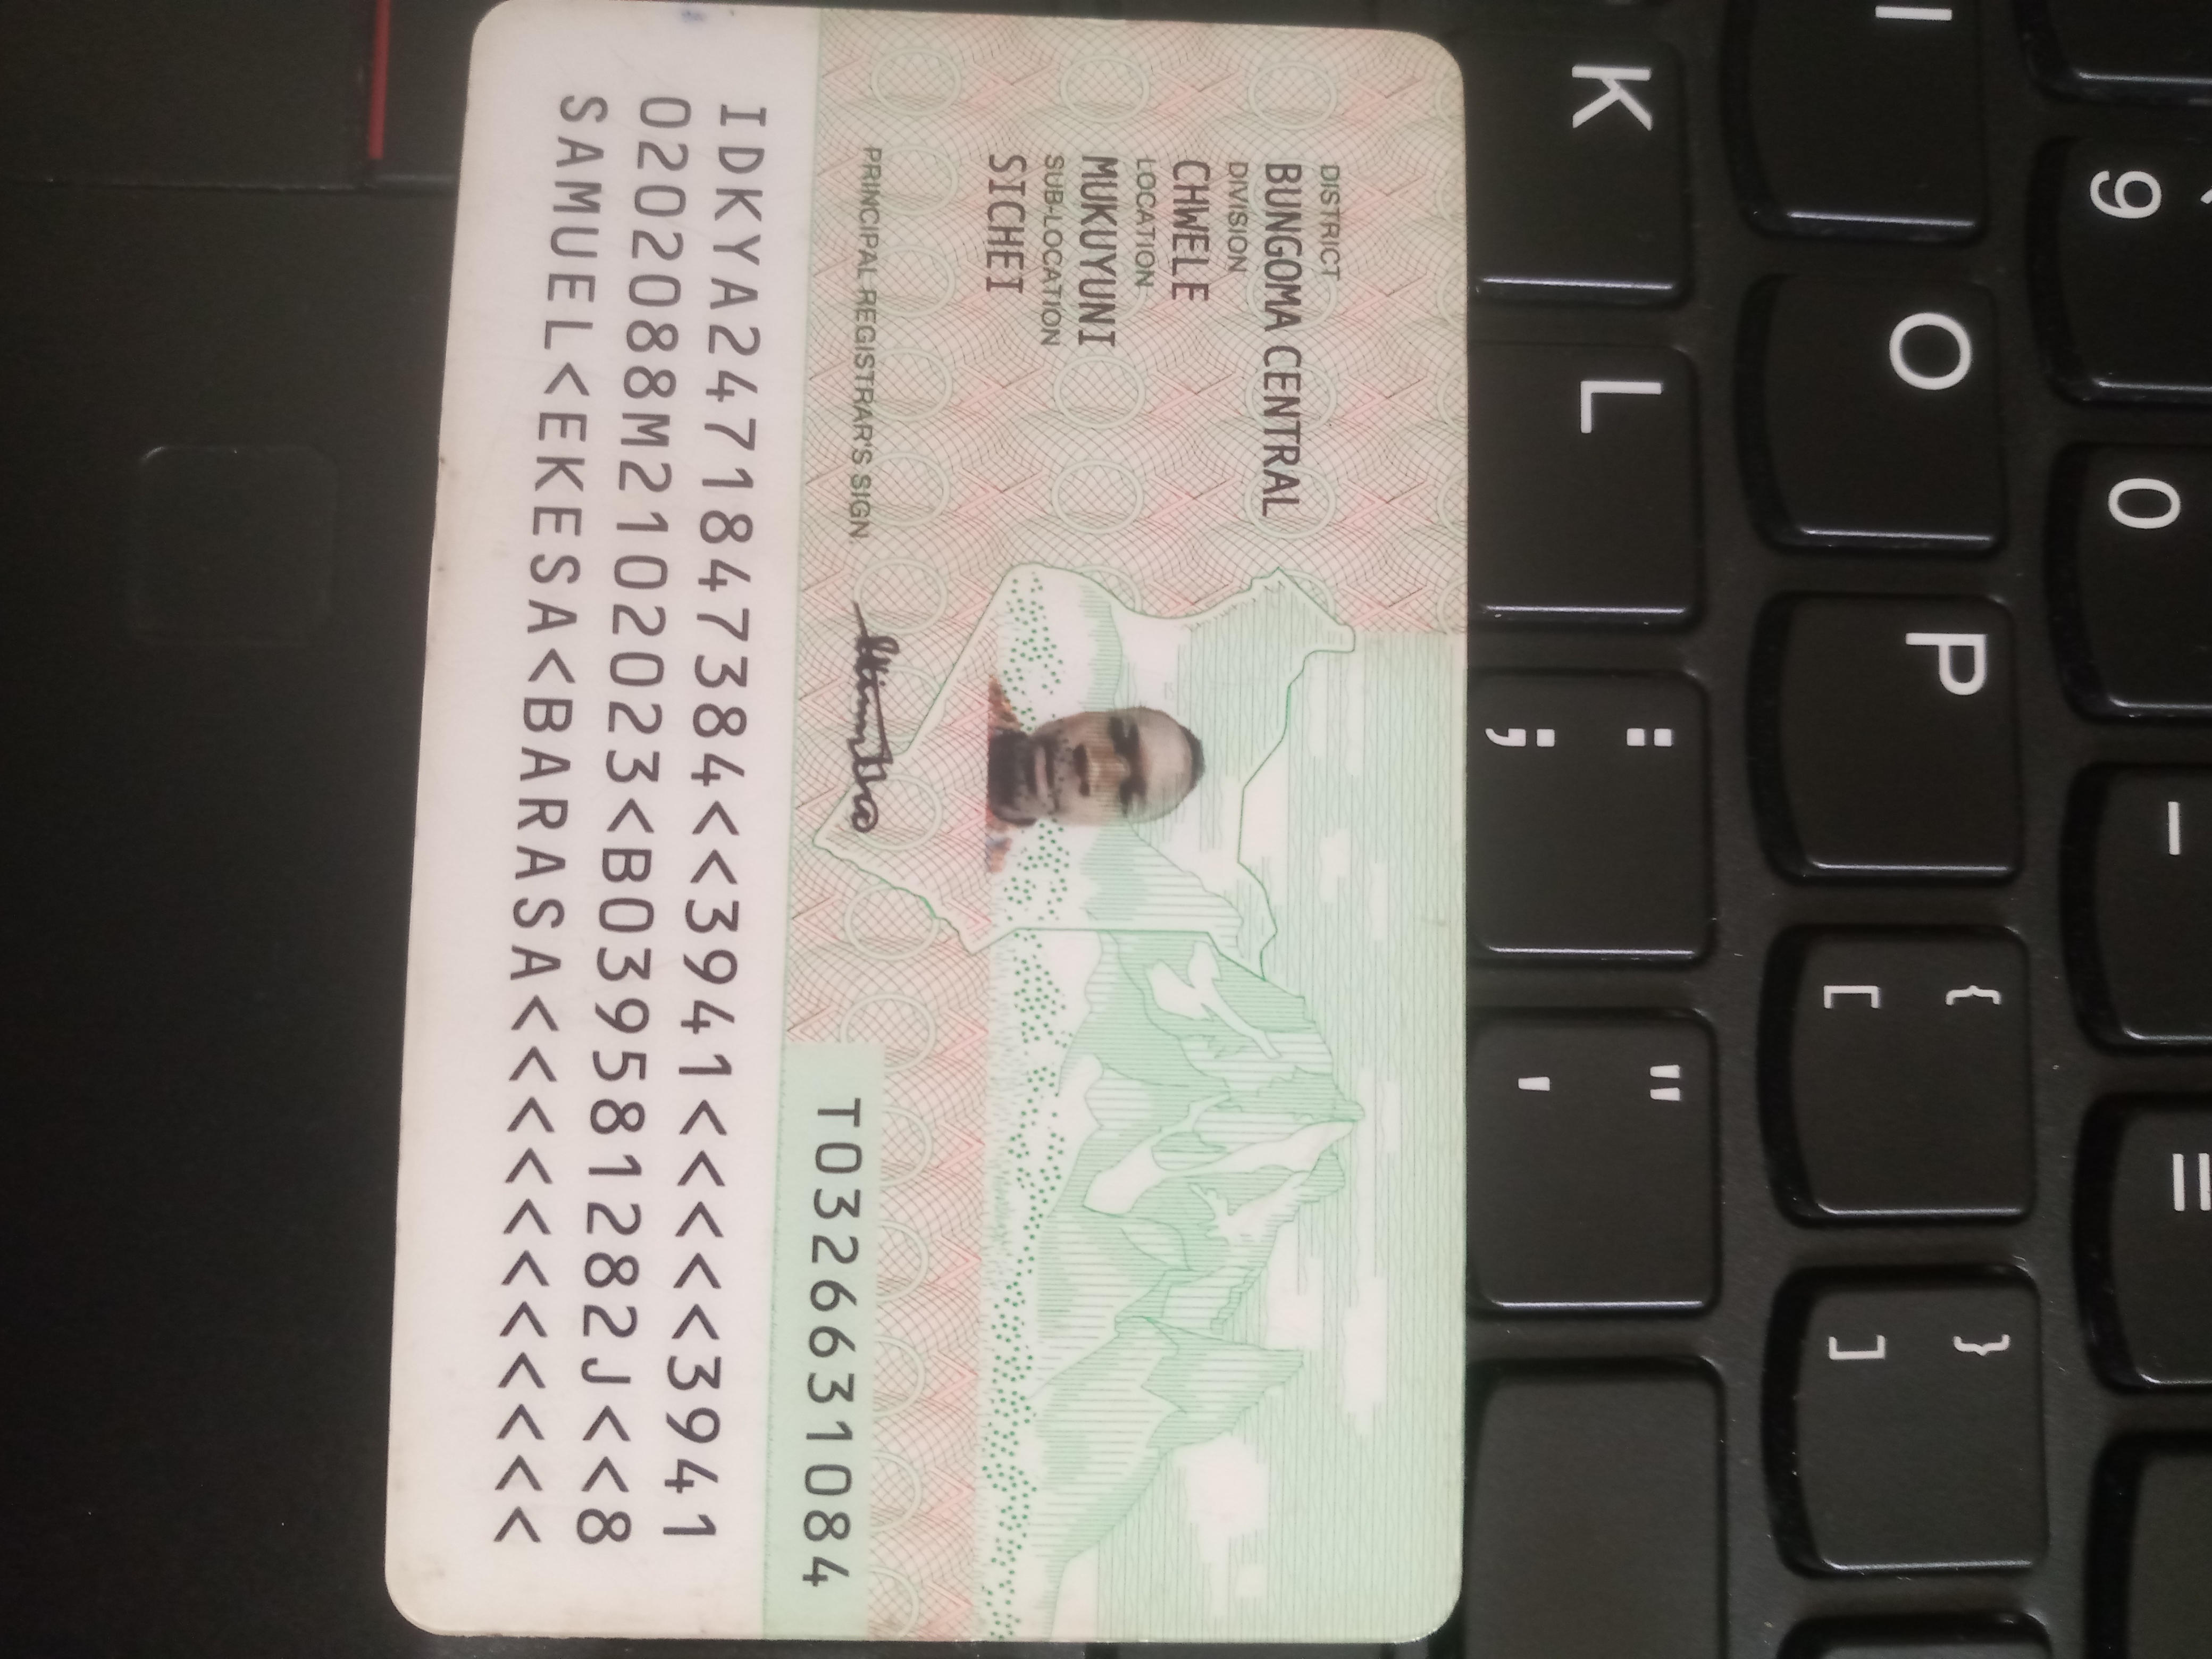 DISTRICT
BUNGOMA CENTRAL
DIVISION
CHWELE
LOCATION
MUKUYUNI
SUB-LOCATION
SICHEI
PRINCIPAL REGISTRAR'S SIGN
T0326631084
IDKYA2471847384<<3941<<<<<3941
0202088M2102023<B039581282J<<8
SAMUEL<EKESA<BARASA<<<<<<<<<<<
K
L
: ;
" '
I
O
P
{ [
} ]
9
0
-
=